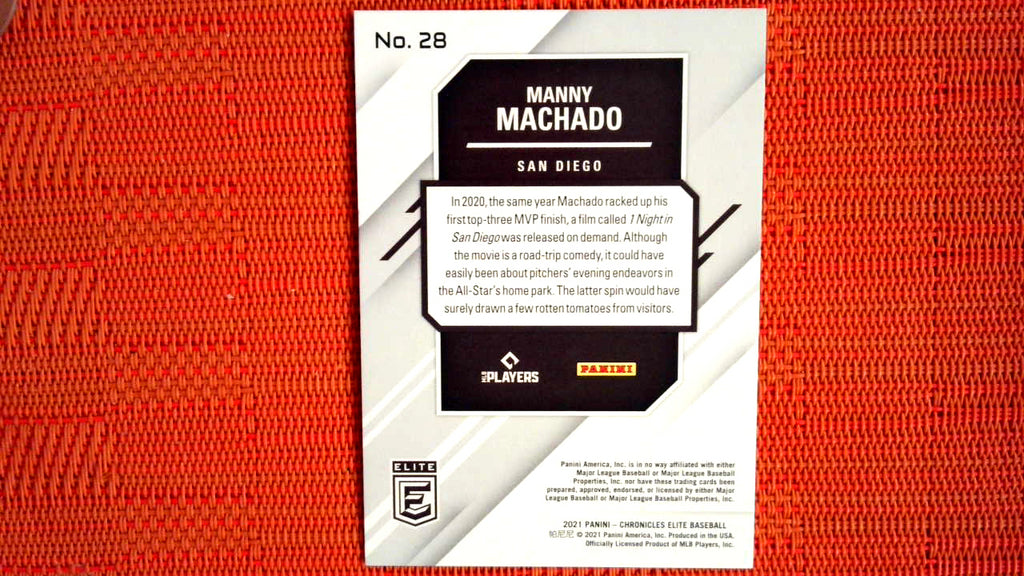 No. 28
MANNY
MACHADO
SAN DIEGO
In 2020, the same year Machado racked up his
first top-three MVP finish, a film called 1 Night in
San Diego was released on demand. Although
the movie is a road-trip comedy, it could have
easily been about pitchers' evening endeavors in
the All-Star's home park. The latter spin would have
surely drawn a few rotten tomatoes from visitors.
MLB PLAYERS
PANINI
ELITE
E
Panini America, Inc. is in no way affiliated with either
Major League Baseball or Major League Baseball
Properties, Inc. nor have these trading cards been
prepared, approved, endorsed, or licensed by either Major
League Baseball or Major League Baseball Properties, Inc.
2021 PANINI – CHRONICLES ELITE BASEBALL
帕尼尼 © 2021 Panini America, Inc. Produced in the USA.
Officially Licensed Product of MLB Players, Inc.